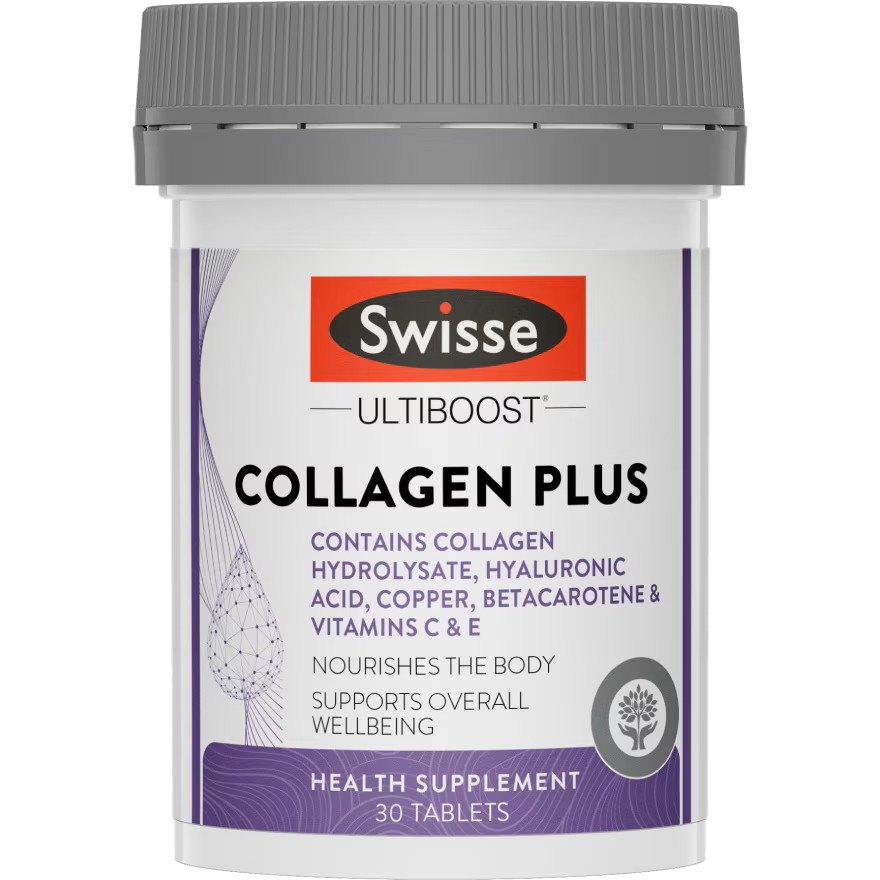 Swisse
ULTIBOOST®
COLLAGEN PLUS
CONTAINS COLLAGEN
HYDROLYSATE, HYALURONIC
ACID, COPPER, BETACAROTENE &
VITAMINS C & E
NOURISHES THE BODY
SUPPORTS OVERALL
WELLBEING
HEALTH SUPPLEMENT
30 TABLETS